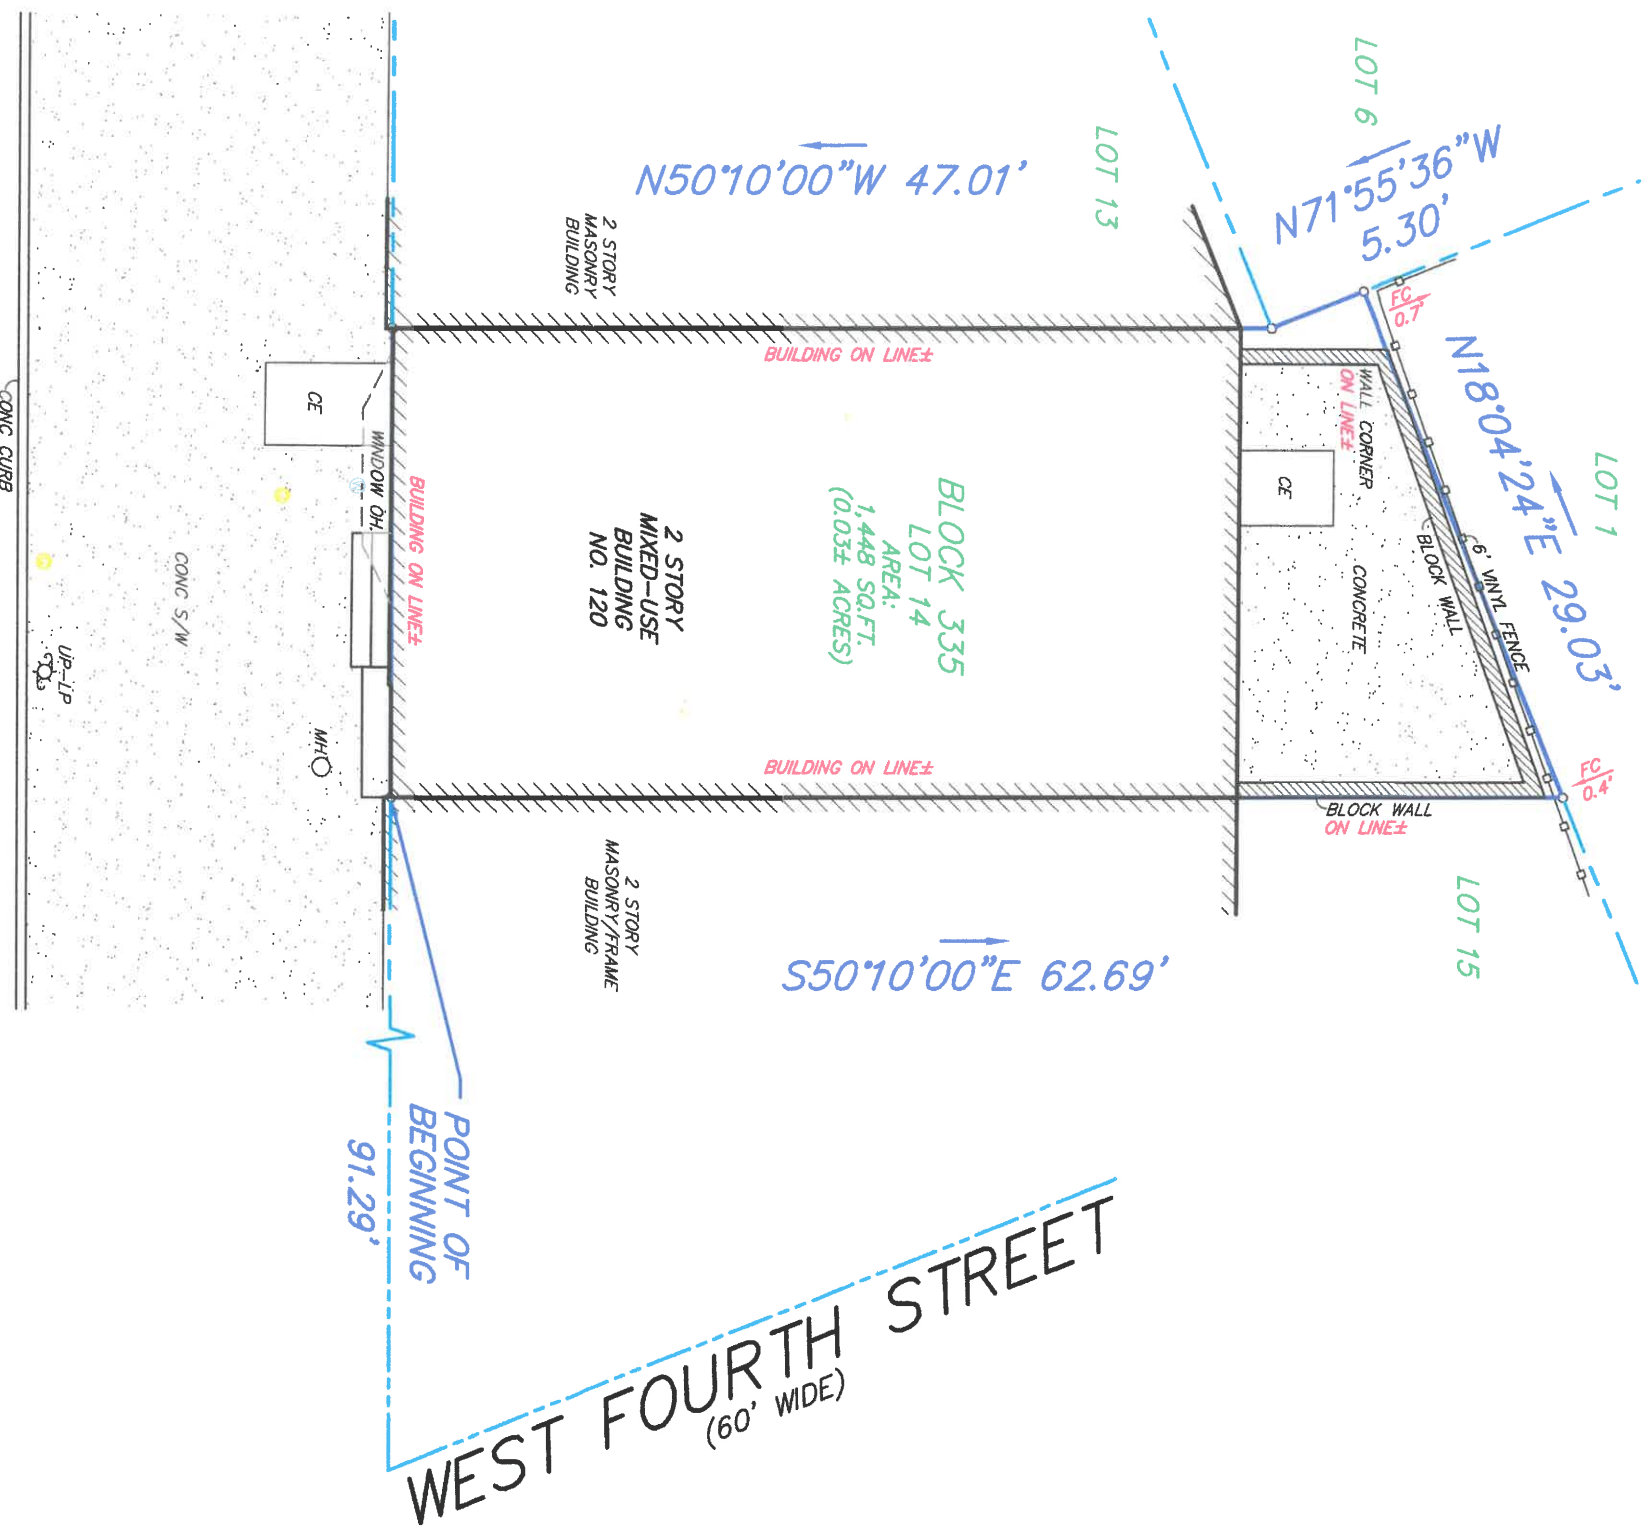 LOT 6
N71°55'36"W
5.30'
LOT 13
N50°10'00"W 47.01'
2 STORY
MASONRY
BUILDING
FC
0.7'
N18°04'24"E 29.03'
LOT 1
BUILDING ON LINE±
WALL CORNER
ON LINE±
CE
CONCRETE
BLOCK WALL
6' VINYL FENCE
CE
WINDOW OH.
BUILDING ON LINE±
CONC CURB
CONC S/W
UP-LP
MH
2 STORY
MIXED-USE
BUILDING
NO. 120
BLOCK 335
LOT 14
AREA:
1,448 SQ.FT.
(0.03± ACRES)
BUILDING ON LINE±
FC
0.4'
BLOCK WALL
ON LINE±
2 STORY
MASONRY/FRAME
BUILDING
LOT 15
S50°10'00"E 62.69'
POINT OF
BEGINNING
91.29'
WEST FOURTH STREET
(60' WIDE)